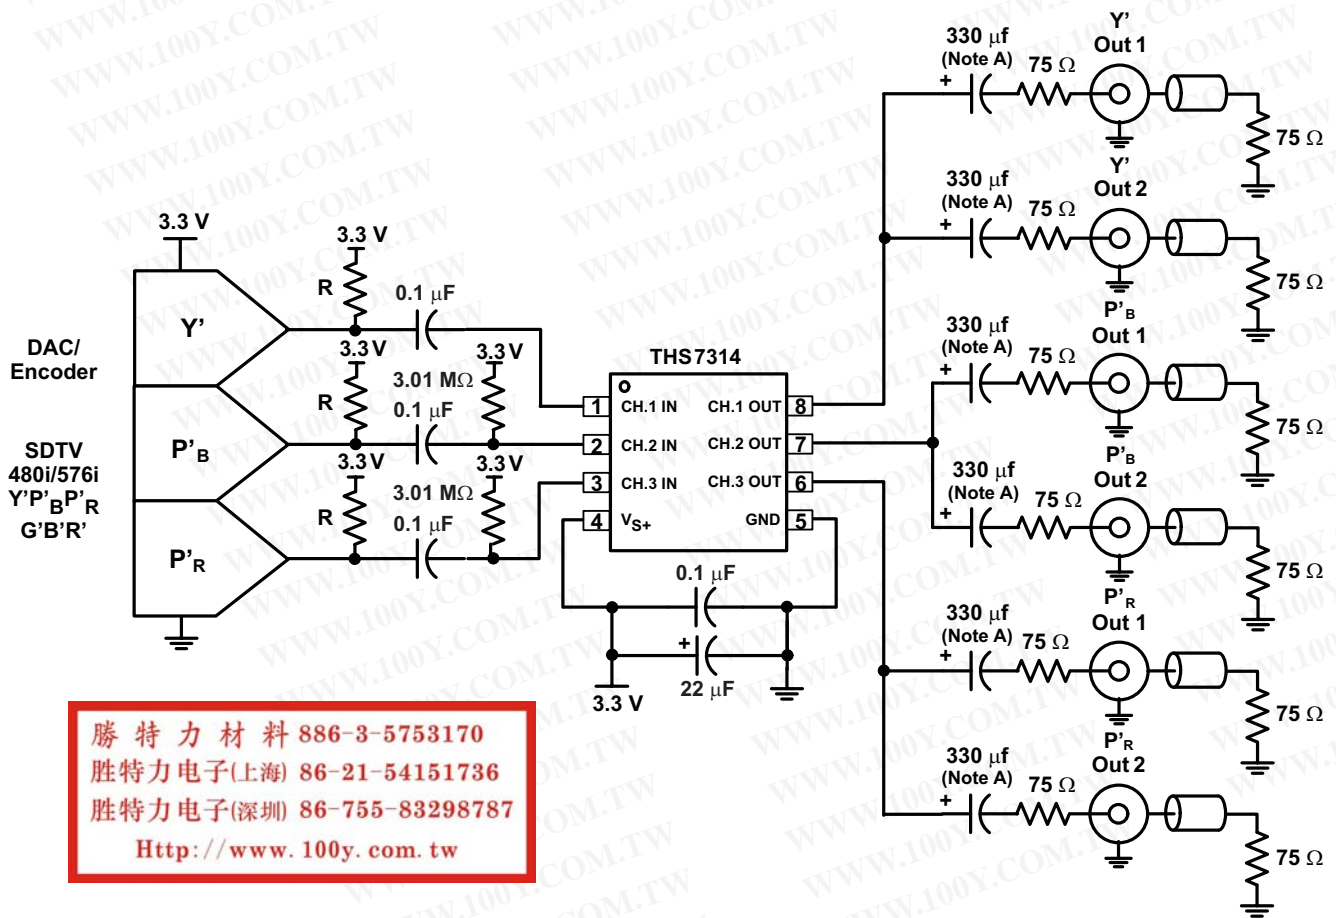 Y'
Out 1
330 μf
(Note A)
75 Ω
75 Ω
Y'
Out 2
330 μf
(Note A)
75 Ω
75 Ω
P'B
Out 1
330 μf
(Note A)
75 Ω
75 Ω
P'B
Out 2
330 μf
(Note A)
75 Ω
75 Ω
P'R
Out 1
330 μf
(Note A)
75 Ω
75 Ω
P'R
Out 2
330 μf
(Note A)
75 Ω
75 Ω
3.3 V
3.3 V
R
0.1 μF
Y'
DAC/
Encoder
3.3 V
R
3.01 MΩ
0.1 μF
3.3 V
P'B
SDTV
480i/576i
Y'P'BP'R
G'B'R'
3.3 V
R
3.01 MΩ
0.1 μF
3.3 V
P'R
THS7314
1 CH.1 IN CH.1 OUT 8
2 CH.2 IN CH.2 OUT 7
3 CH.3 IN CH.3 OUT 6
4 VS+ GND 5
0.1 μF
+
22 μF
3.3 V
勝特力材料 886-3-5753170
胜特力电子(上海) 86-21-54151736
胜特力电子(深圳) 86-755-83298787
Http://www.100y.com.tw
WWW.100Y.COM.TW